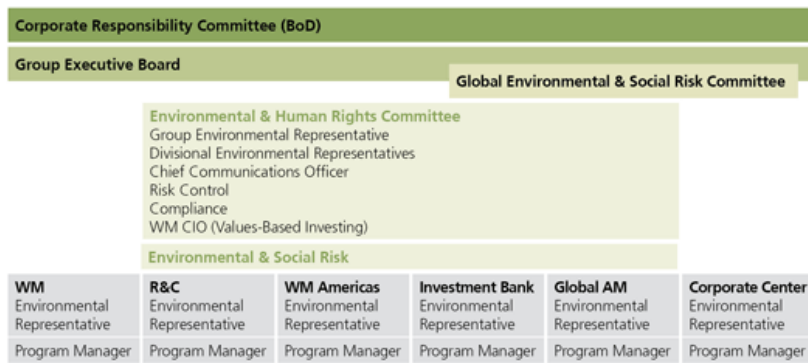 Corporate Responsibility Committee (BoD)
Group Executive Board
Global Environmental & Social Risk Committee
Environmental & Human Rights Committee
Group Environmental Representative
Divisional Environmental Representatives
Chief Communications Officer
Risk Control
Compliance
WM CIO (Values-Based Investing)
Environmental & Social Risk
WM
Environmental
Representative
Program Manager
R&C
Environmental
Representative
Program Manager
WM Americas
Environmental
Representative
Program Manager
Investment Bank
Environmental
Representative
Program Manager
Global AM
Environmental
Representative
Program Manager
Corporate Center
Environmental
Representative
Program Manager